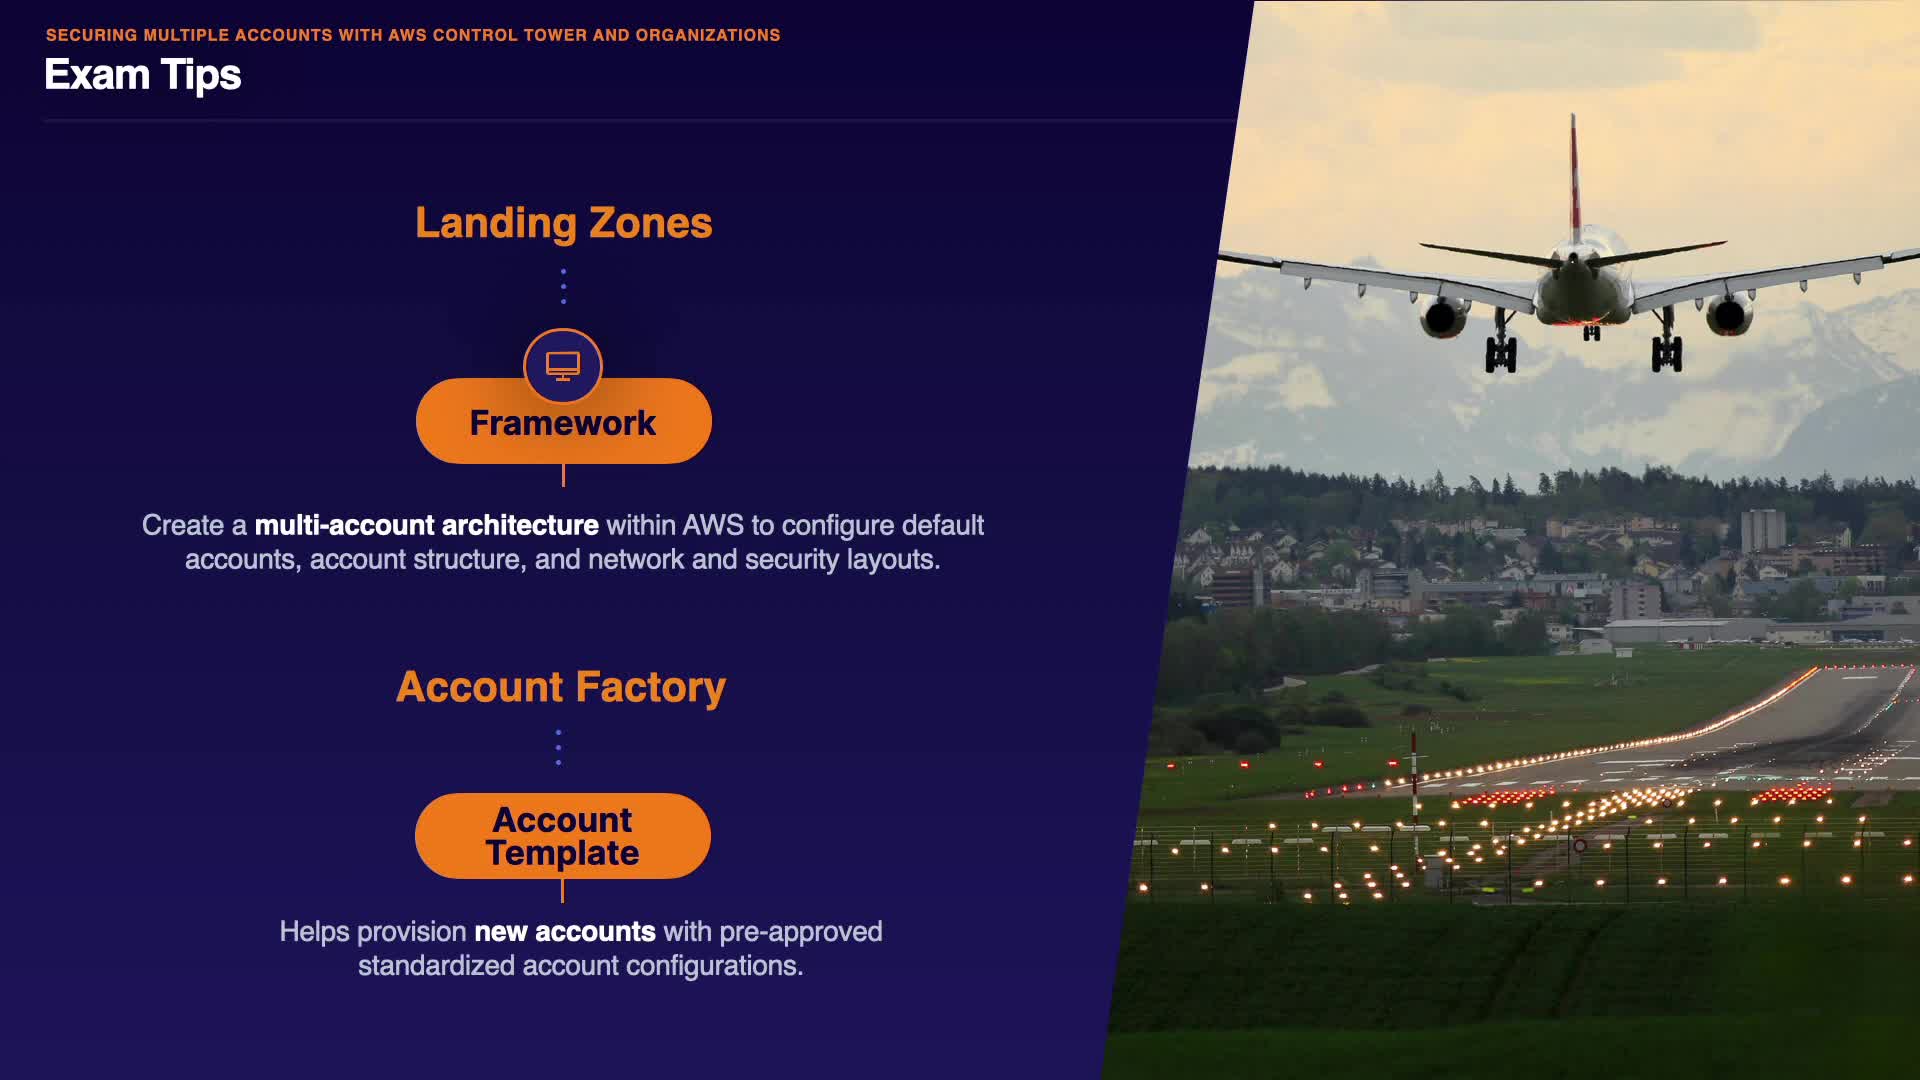 SECURING MULTIPLE ACCOUNTS WITH AWS CONTROL TOWER AND ORGANIZATIONS
Exam Tips
Landing Zones
Framework
Create a multi-account architecture within AWS to configure default
accounts, account structure, and network and security layouts.
Account Factory
Account
Template
Helps provision new accounts with pre-approved
standardized account configurations.